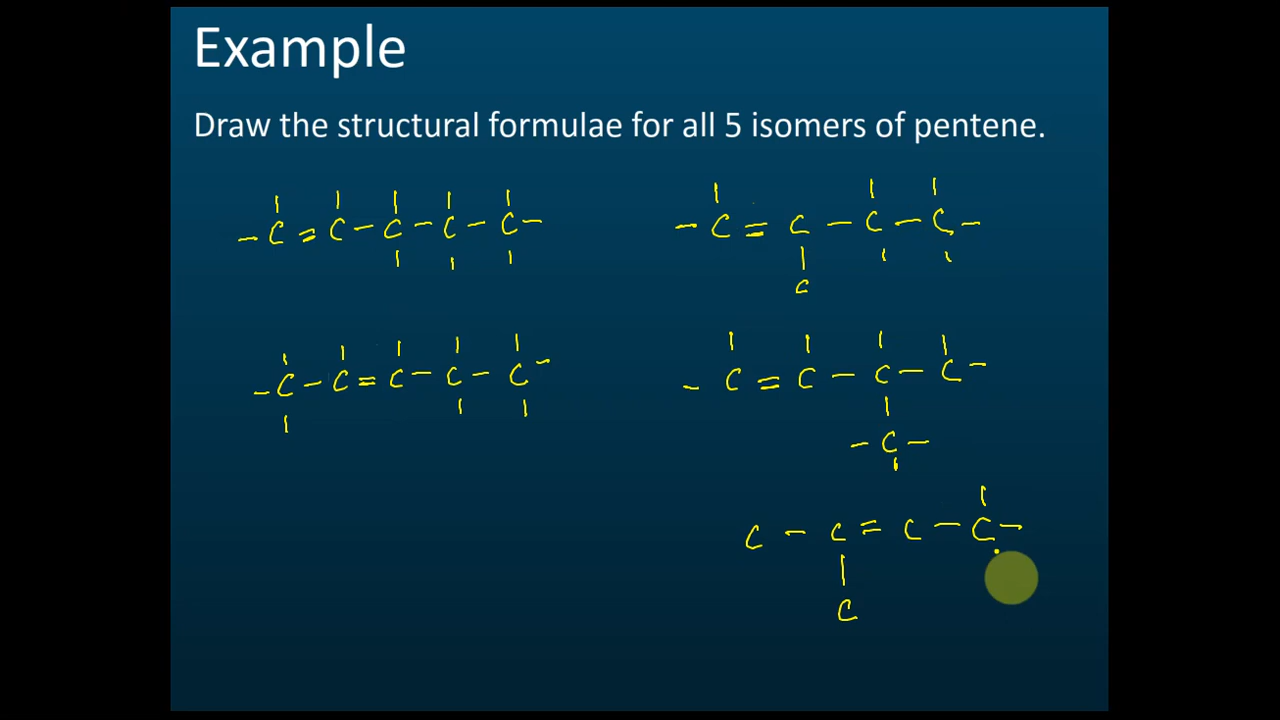 Example
Draw the structural formulae for all 5 isomers of pentene.
- C = C - C - C - C -
- C = C - C - C -
C
- C - C = C - C - C -
- C = C - C - C -
- C -
C - C = C - C -
C